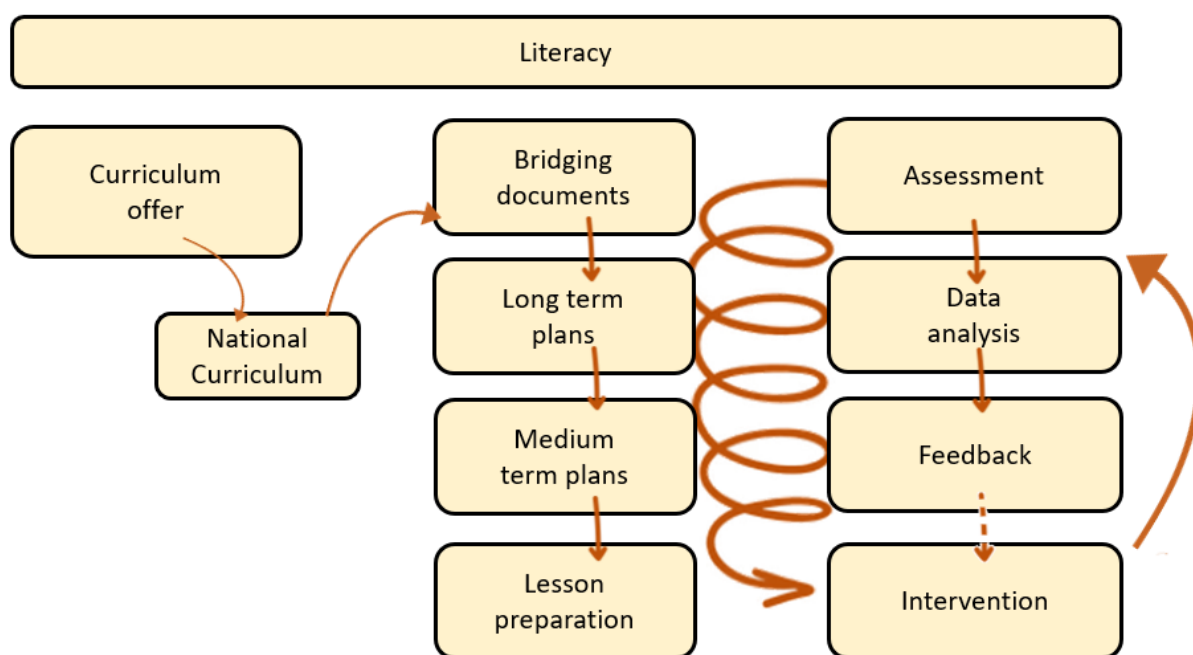 Literacy
Curriculum
offer
National
Curriculum
Bridging
documents
Long term
plans
Medium
term plans
Lesson
preparation
Assessment
Data
analysis
Feedback
Intervention